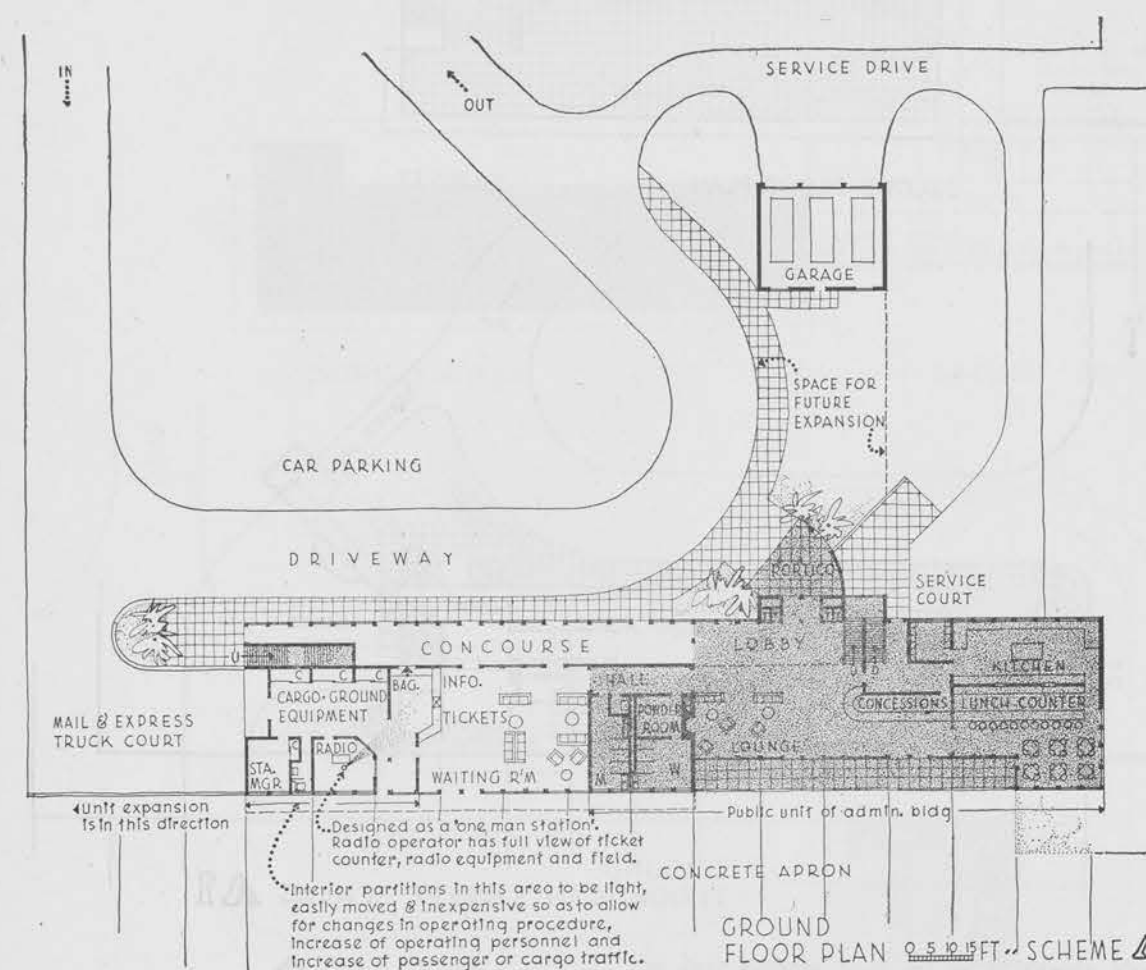 IN
OUT
SERVICE DRIVE
GARAGE
SPACE FOR
FUTURE
EXPANSION
CAR PARKING
DRIVEWAY
PORTICO
SERVICE
COURT
CONCOURSE
LOBBY
U
D
KITCHEN
C
C
C
BAG.
INFO.
HALL
CARGO-GROUND
EQUIPMENT
TICKETS
POWDER
ROOM
CONCESSIONS
LUNCH COUNTER
MAIL & EXPRESS
TRUCK COURT
RADIO
LOUNGE
STA.
MGR
WAITING R'M
M
W
Unit expansion
is in this direction
Public unit of admin. bldg
Designed as a "one man station".
Radio operator has full view of ticket
counter, radio equipment and field.
CONCRETE APRON
Interior partitions in this area to be light,
easily moved & inexpensive so as to allow
for changes in operating procedure,
increase of operating personnel and
increase of passenger or cargo traffic.
GROUND
FLOOR PLAN 0 5 10 15 FT. SCHEME 4